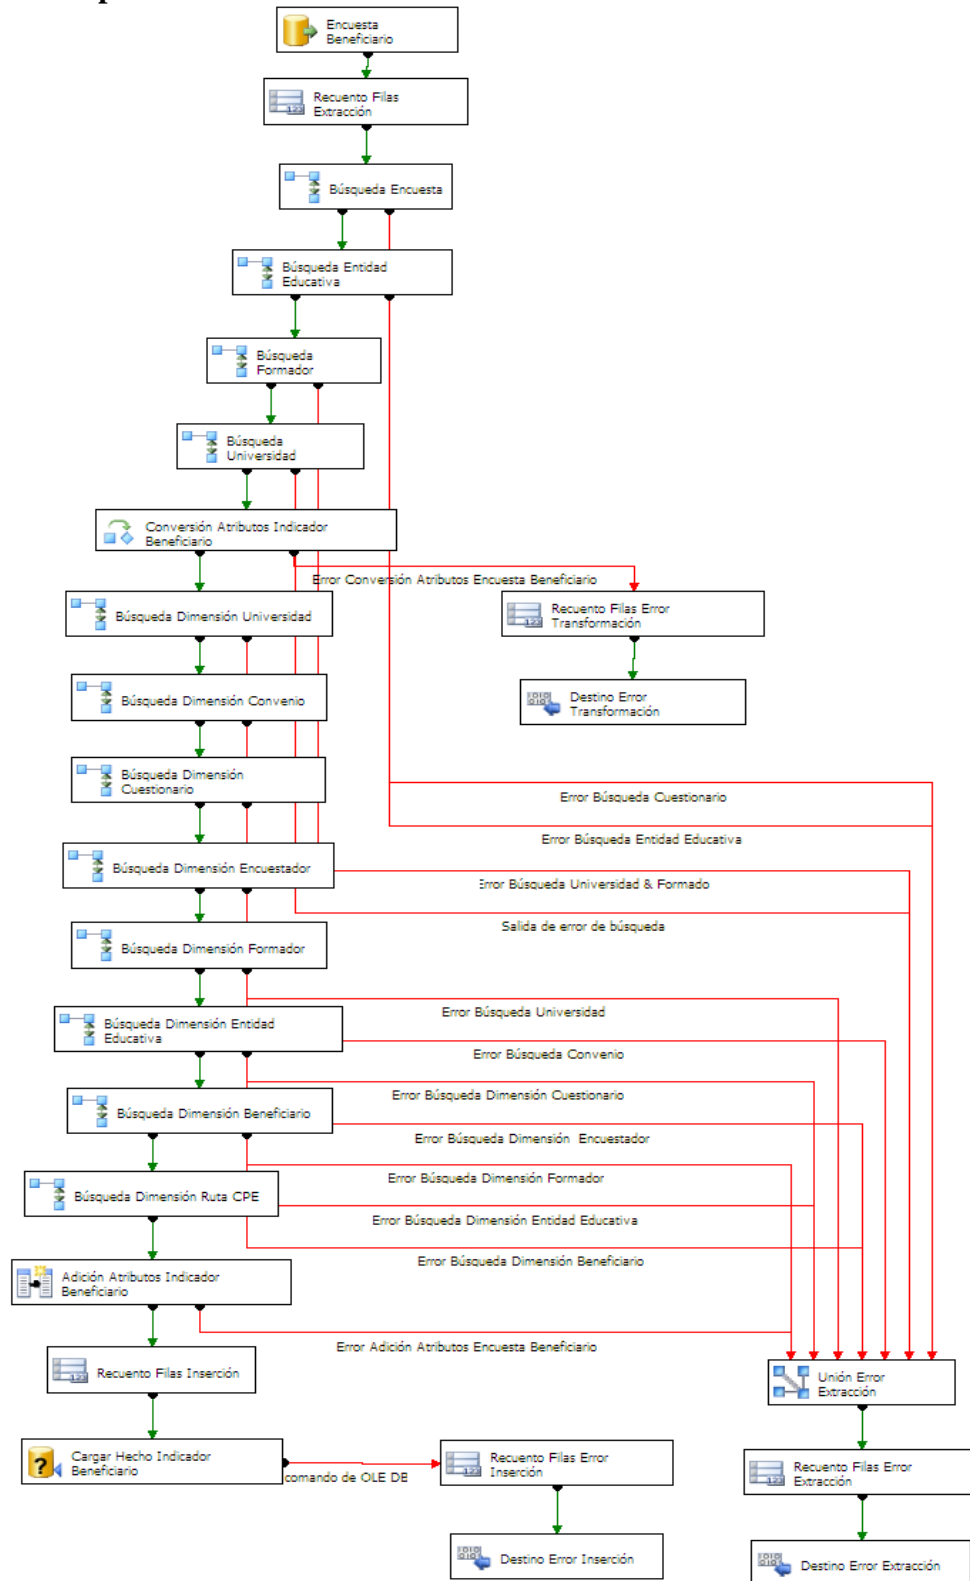 Encuesta
Beneficiario
Recuento Filas
Extracción
Búsqueda Encuesta
Búsqueda Entidad
Educativa
Búsqueda
Formador
Búsqueda
Universidad
Conversión Atributos Indicador
Beneficiario
Error Conversión Atributos Encuesta Beneficiario
Búsqueda Dimensión Universidad
Recuento Filas Error
Transformación
Búsqueda Dimensión Convenio
Destino Error
Transformación
Búsqueda Dimensión
Cuestionario
Error Búsqueda Cuestionario
Error Búsqueda Entidad Educativa
Búsqueda Dimensión Encuestador
Error Búsqueda Universidad & Formado
Salida de error de búsqueda
Búsqueda Dimensión Formador
Error Búsqueda Universidad
Búsqueda Dimensión Entidad
Educativa
Error Búsqueda Convenio
Error Búsqueda Dimensión Cuestionario
Búsqueda Dimensión Beneficiario
Error Búsqueda Dimensión  Encuestador
Error Búsqueda Dimensión Formador
Búsqueda Dimensión Ruta CPE
Error Búsqueda Dimensión Entidad Educativa
Error Búsqueda Dimensión Beneficiario
Adición Atributos Indicador
Beneficiario
Error Adición Atributos Encuesta Beneficiario
Recuento Filas Inserción
Unión Error
Extracción
Cargar Hecho Indicador
Beneficiario
comando de OLE DB
Recuento Filas Error
Inserción
Recuento Filas Error
Extracción
Destino Error Inserción
Destino Error Extracción